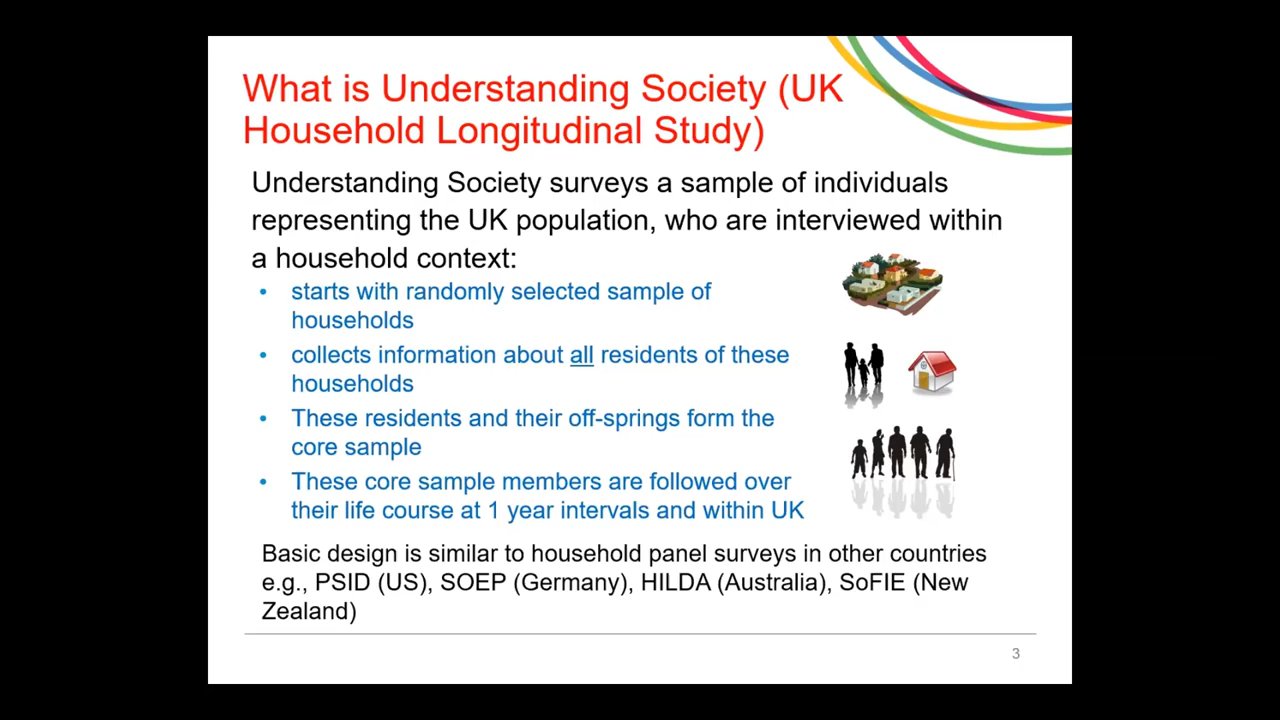 What is Understanding Society (UK
Household Longitudinal Study)
Understanding Society surveys a sample of individuals
representing the UK population, who are interviewed within
a household context:
• starts with randomly selected sample of
households
• collects information about all residents of these
households
• These residents and their off-springs form the
core sample
• These core sample members are followed over
their life course at 1 year intervals and within UK
Basic design is similar to household panel surveys in other countries
e.g., PSID (US), SOEP (Germany), HILDA (Australia), SoFIE (New
Zealand)
3